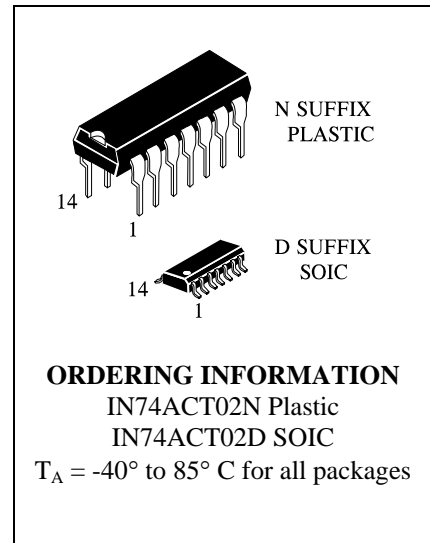 N SUFFIX
PLASTIC
14
1
D SUFFIX
SOIC
14
1
ORDERING INFORMATION
IN74ACT02N Plastic
IN74ACT02D SOIC
T_A = -40° to 85° C for all packages